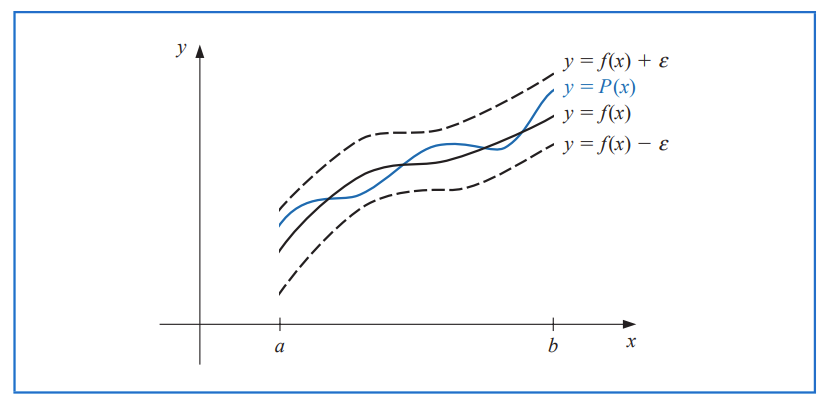 y
y = f(x) + ε
y = P(x)
y = f(x)
y = f(x) − ε
a
b
x